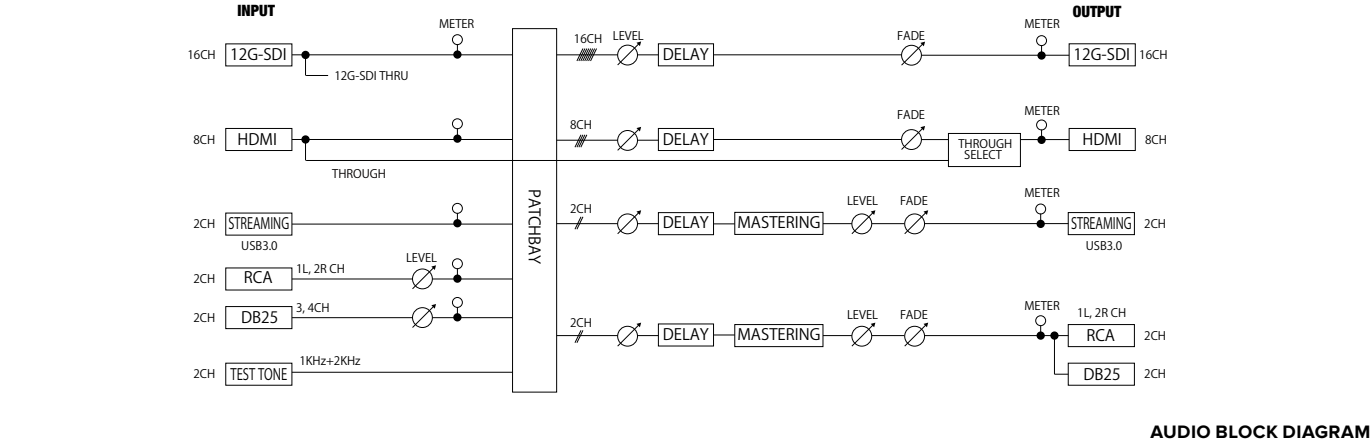 INPUT
OUTPUT
METER
16CH
LEVEL
FADE
METER
16CH
12G-SDI
DELAY
12G-SDI
16CH
12G-SDI THRU
8CH
FADE
METER
8CH
HDMI
DELAY
THROUGH
SELECT
HDMI
8CH
THROUGH
PATCHBAY
2CH
LEVEL
FADE
METER
2CH
STREAMING
DELAY
MASTERING
STREAMING
2CH
USB3.0
USB3.0
LEVEL
2CH
RCA
1L, 2R CH
2CH
DB25
3, 4CH
2CH
LEVEL
FADE
METER
1L, 2R CH
DELAY
MASTERING
RCA
2CH
2CH
TEST TONE
1KHz+2KHz
DB25
2CH
AUDIO BLOCK DIAGRAM